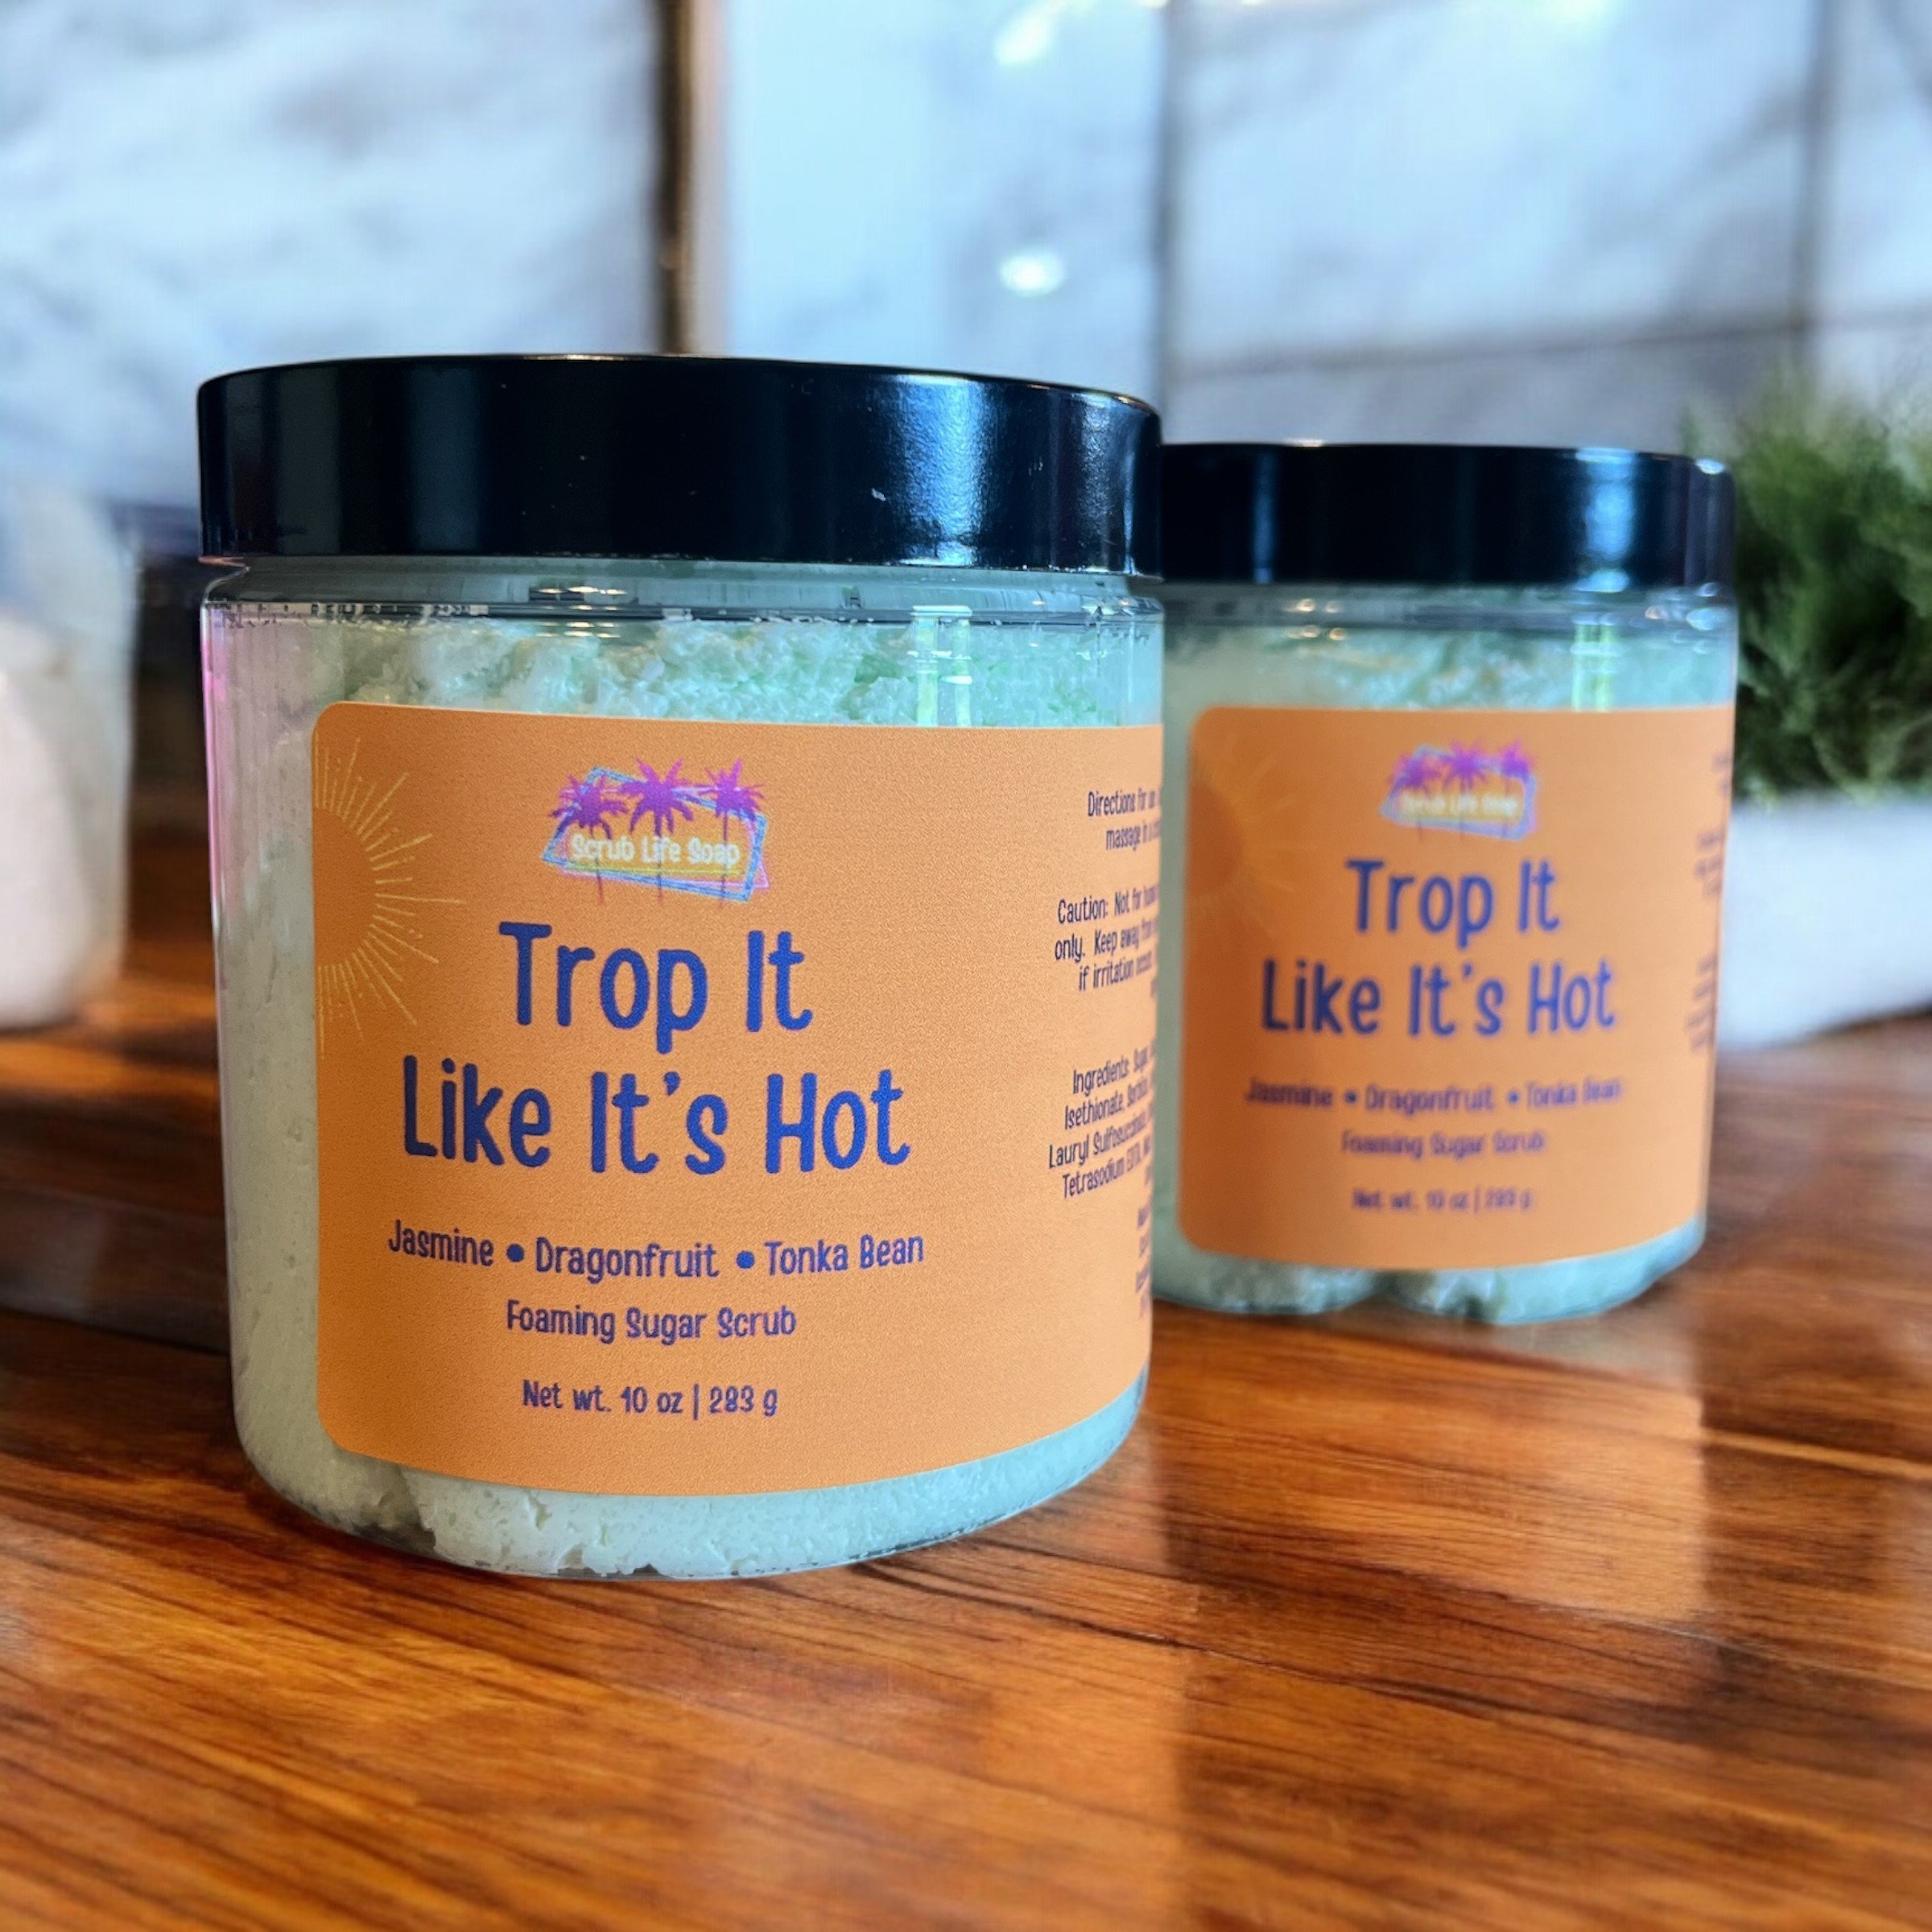 Scrub Life Soap
Trop It
Like It's Hot
Jasmine • Dragonfruit • Tonka Bean
Foaming Sugar Scrub
Net wt. 10 oz | 283 g
Directions for
massage in a
Caution: Not for
only. Keep away
if irritation
Ingredients: Sugar,
Isethionate, Sorbitol,
Lauryl Sulfosuccinate,
Tetrasodium EDTA,
Scrub Life Soap
Trop It
Like It's Hot
Jasmine • Dragonfruit • Tonka Bean
Foaming Sugar Scrub
Net wt. 10 oz | 283 g